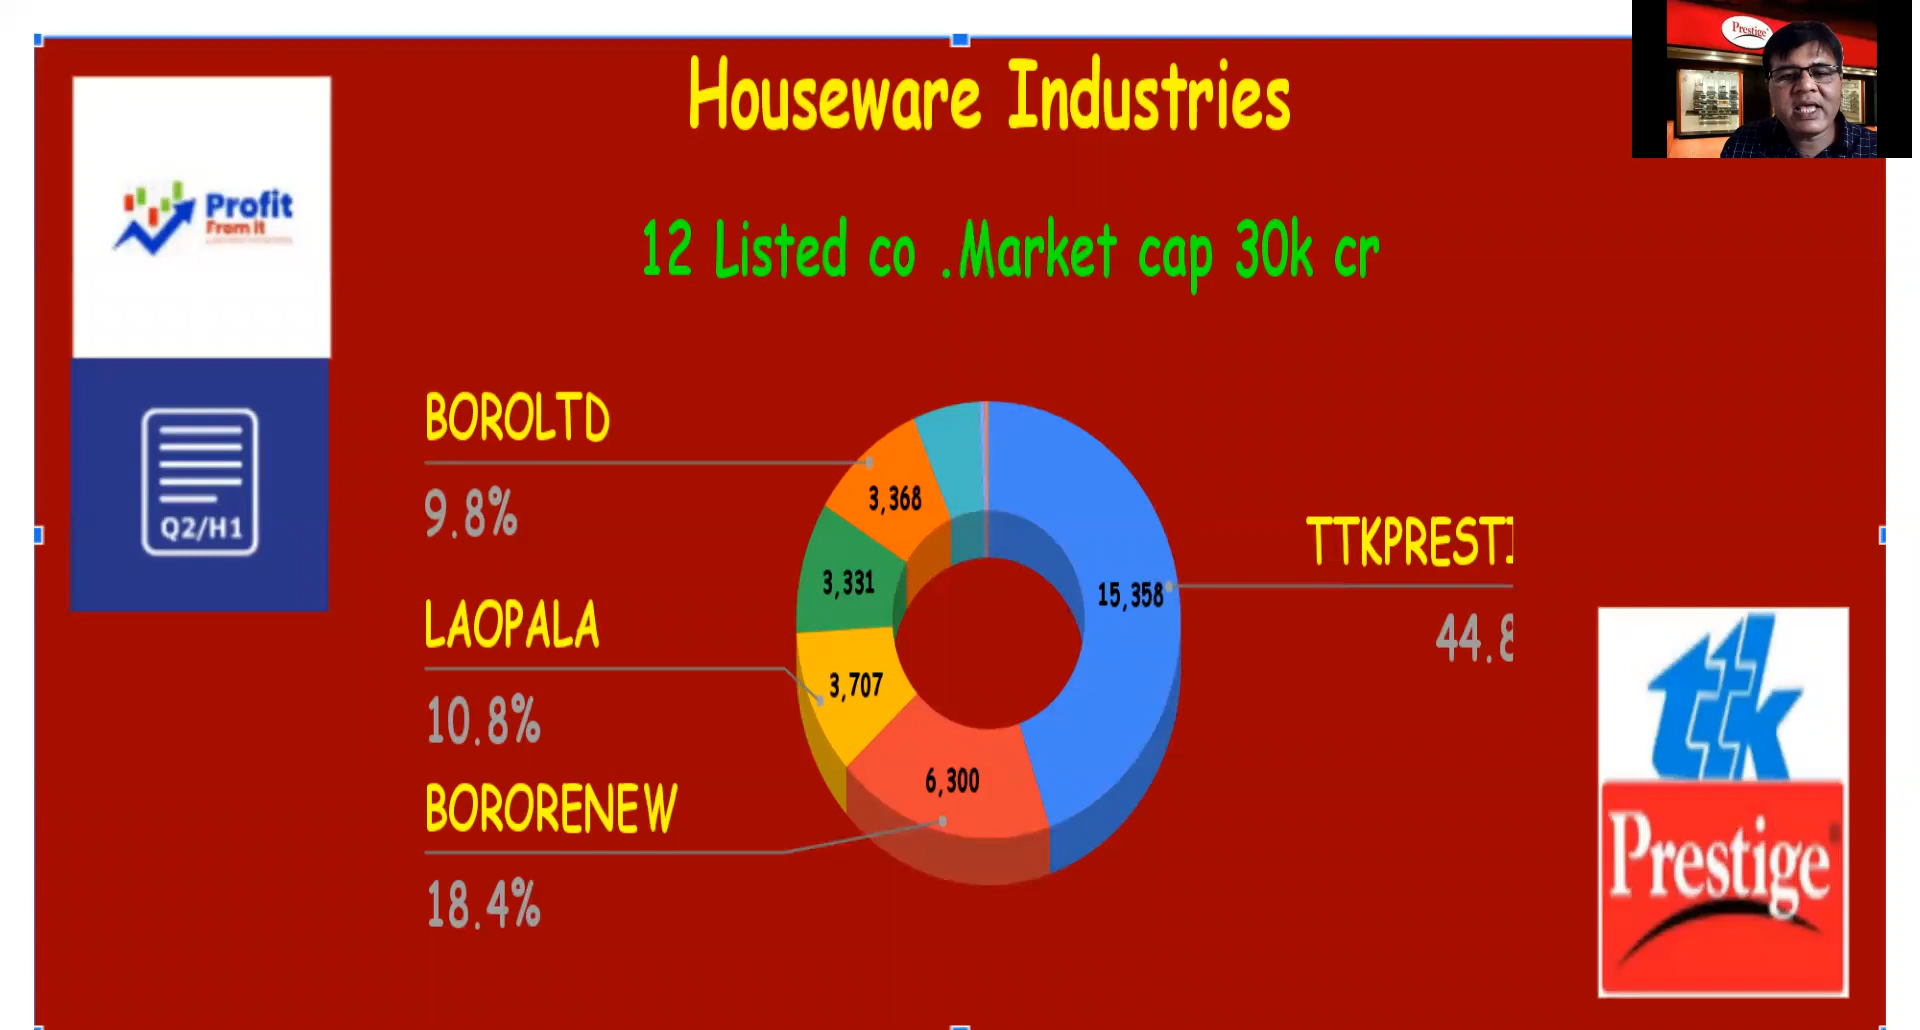 Houseware Industries
12 Listed co .Market cap 30k cr
Prestige
Profit
From it
Q2/H1
BOROLTD
9.8%
LAOPALA
10.8%
BORORENEW
18.4%
3,368
3,331
3,707
6,300
15,358
TTKPRESTI
44.8
ttk
Prestige